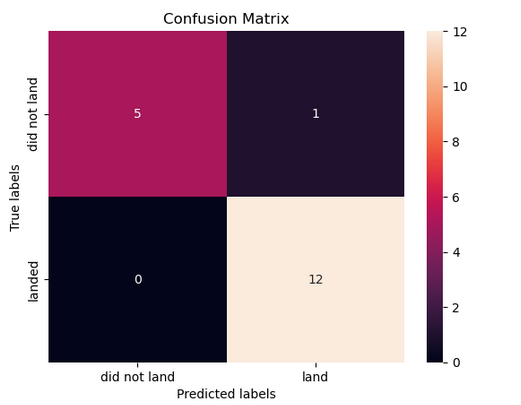 Confusion Matrix
12
did not land
5
1
10
8
True labels
6
4
landed
0
12
2
0
did not land
land
Predicted labels